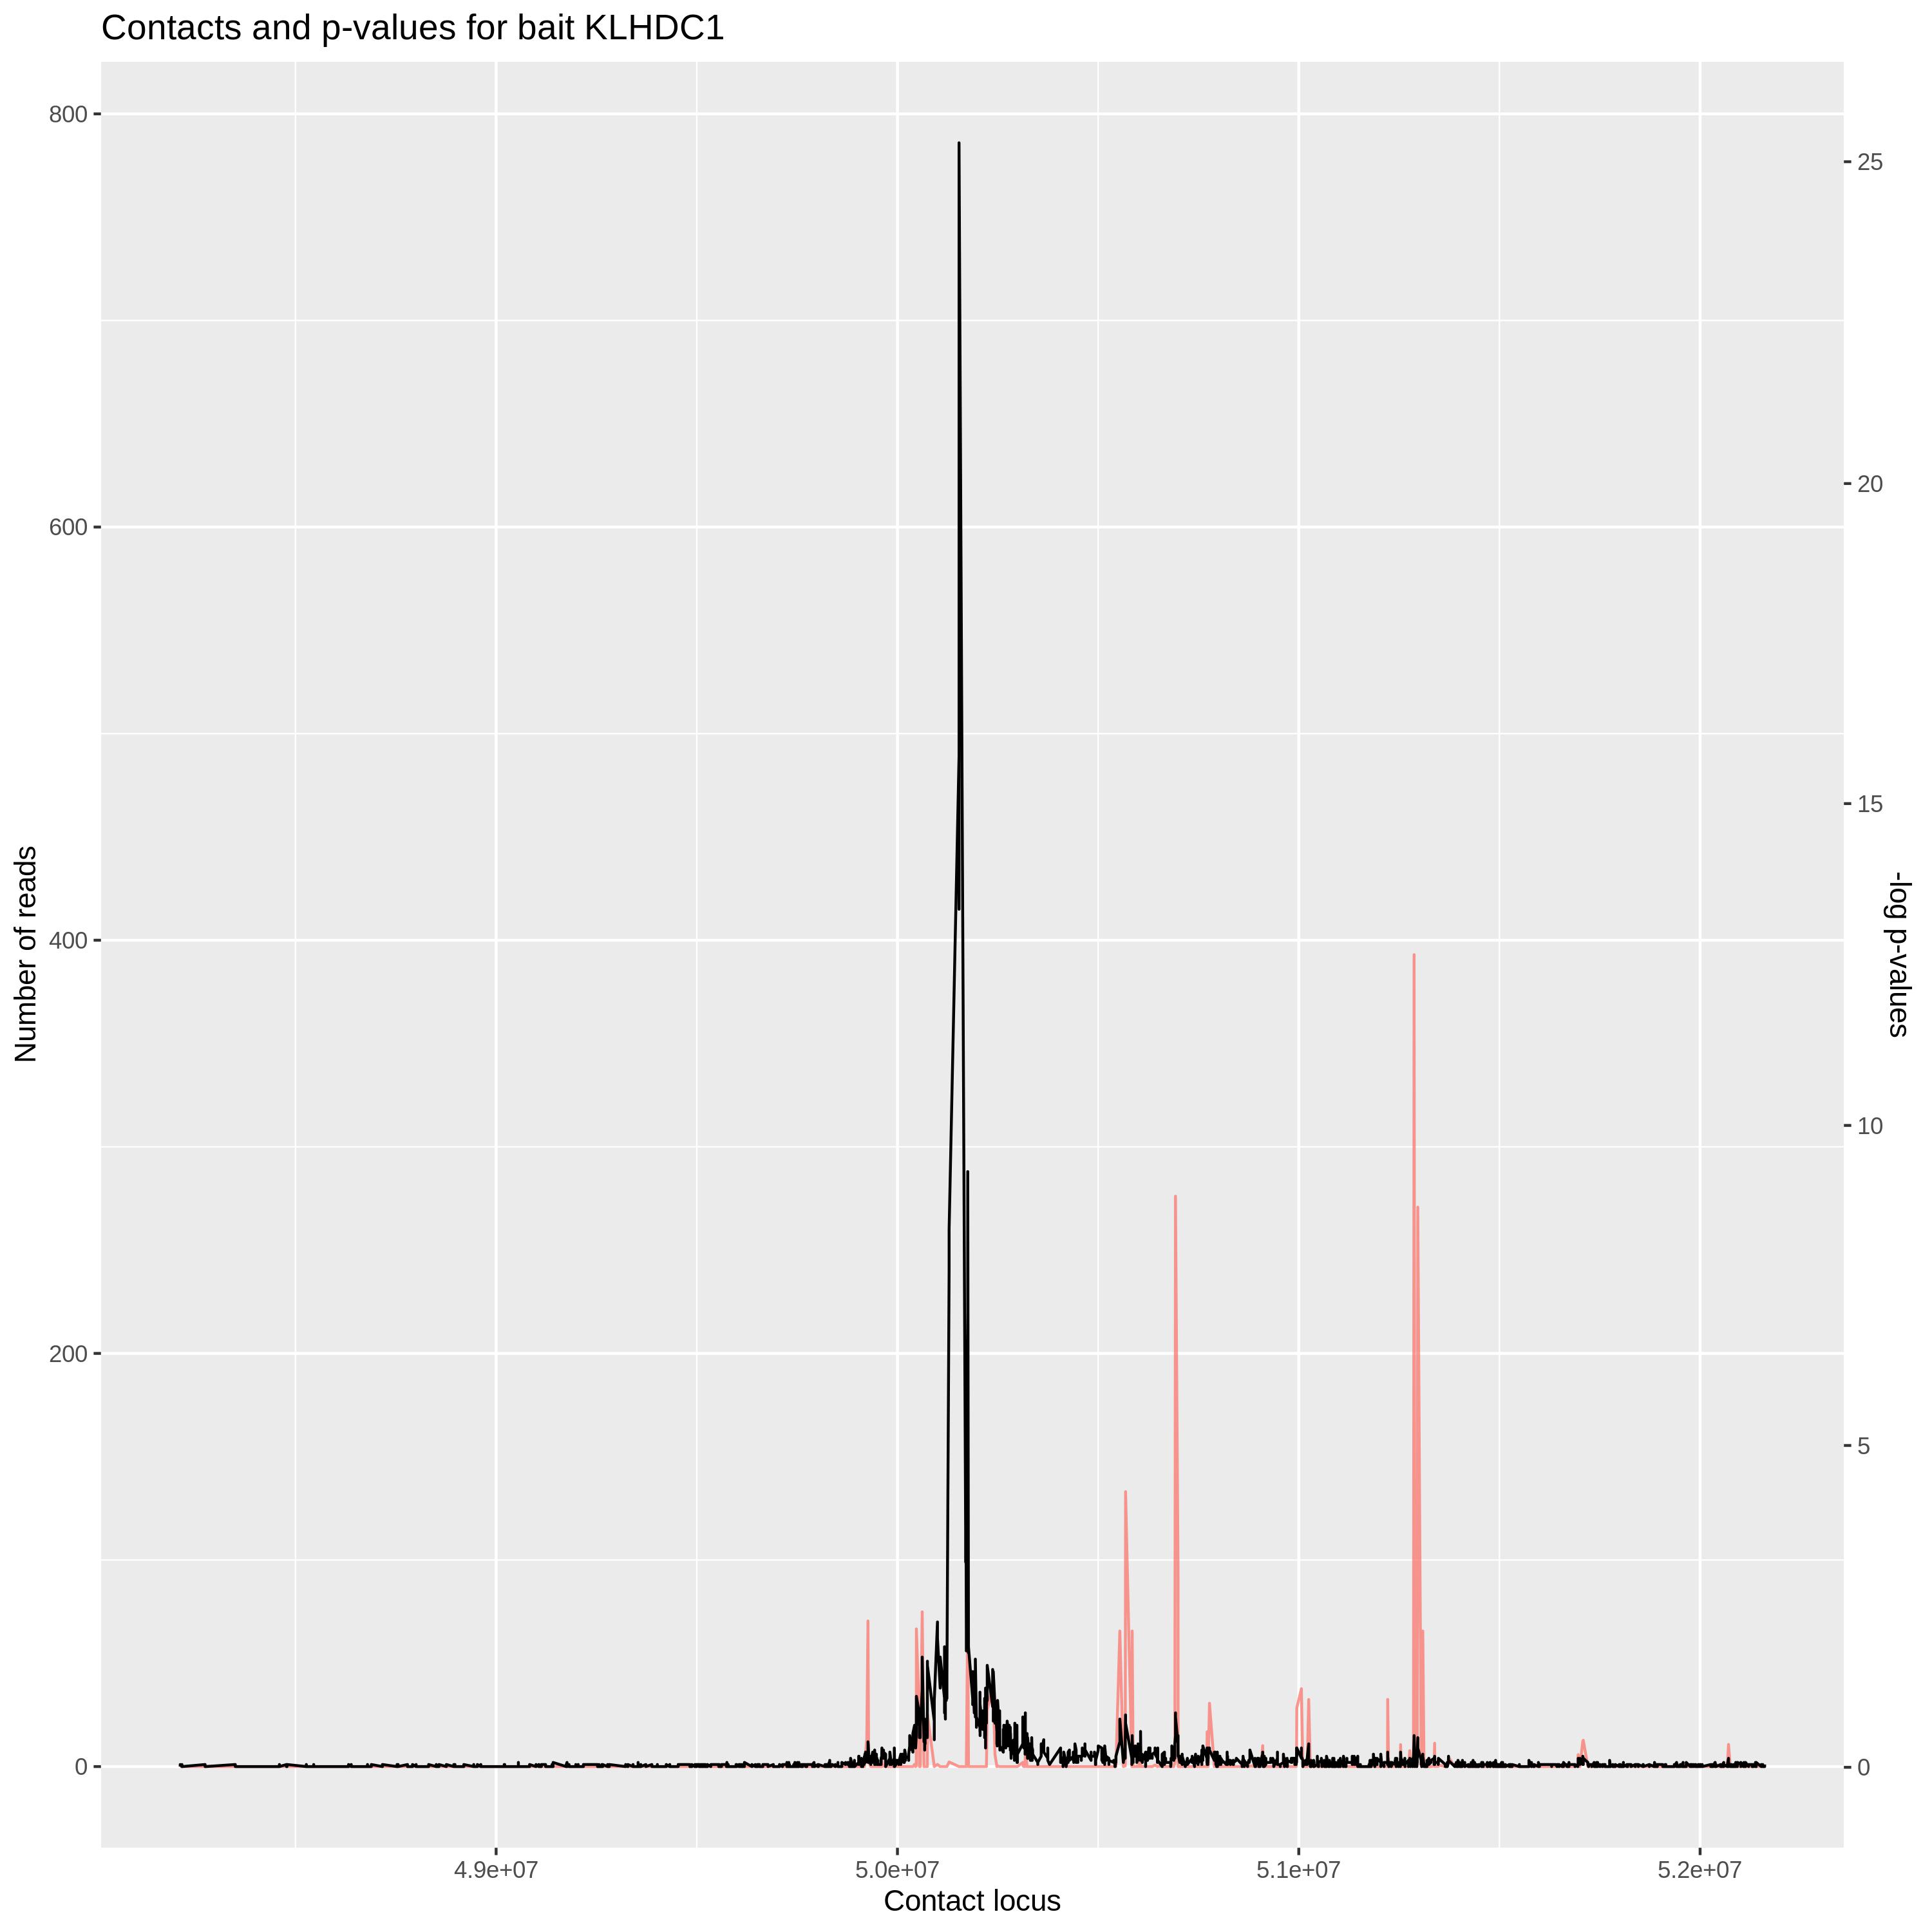 Contacts and p-values for bait KLHDC1
800
600
400
200
0
Number of reads
25
20
15
10
5
0
-log p-values
4.9e+07
5.0e+07
5.1e+07
5.2e+07
Contact locus